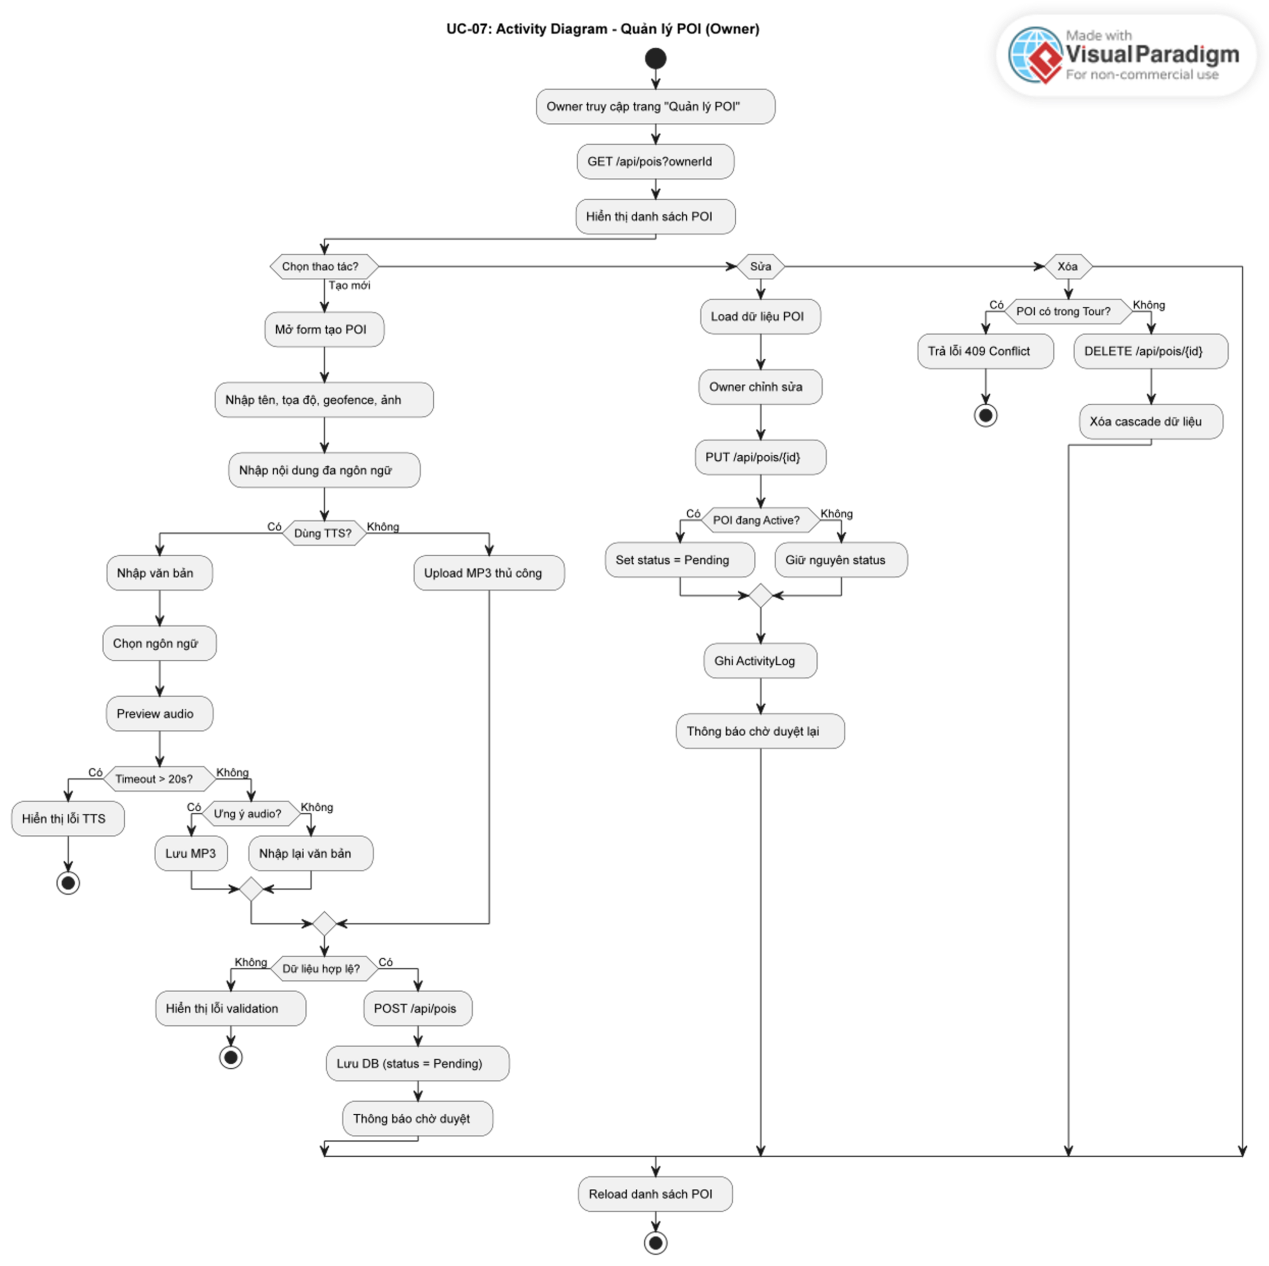 UC-07: Activity Diagram - Quản lý POI (Owner)
Made with
Visual Paradigm
For non-commercial use
Owner truy cập trang "Quản lý POI"
GET /api/pois?ownerId
Hiển thị danh sách POI
Chọn thao tác?
Sửa
Xóa
Tạo mới
Mở form tạo POI
Nhập tên, tọa độ, geofence, ảnh
Nhập nội dung đa ngôn ngữ
Có
Dùng TTS?
Không
Nhập văn bản
Upload MP3 thủ công
Chọn ngôn ngữ
Preview audio
Có
Timeout > 20s?
Không
Hiển thị lỗi TTS
Có
Ưng ý audio?
Không
Lưu MP3
Nhập lại văn bản
Không
Dữ liệu hợp lệ?
Có
Hiển thị lỗi validation
POST /api/pois
Lưu DB (status = Pending)
Thông báo chờ duyệt
Load dữ liệu POI
Owner chỉnh sửa
PUT /api/pois/{id}
Có
POI đang Active?
Không
Set status = Pending
Giữ nguyên status
Ghi ActivityLog
Thông báo chờ duyệt lại
Có
POI có trong Tour?
Không
Trả lỗi 409 Conflict
DELETE /api/pois/{id}
Xóa cascade dữ liệu
Reload danh sách POI